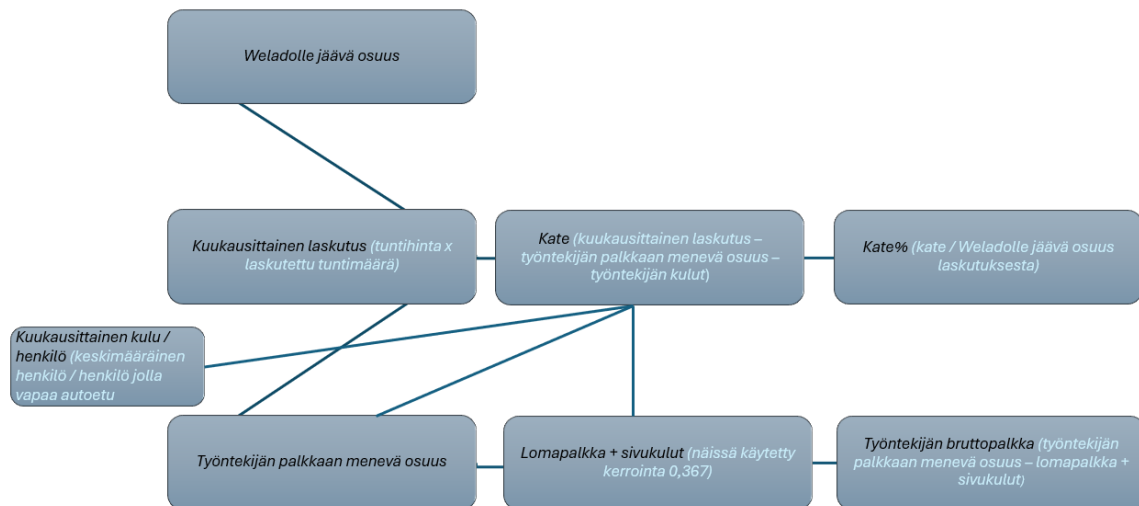 Weladolle jäävä osuus
Kuukausittainen laskutus (tuntihinta x
laskutettu tuntimäärä)
Kate (kuukausittainen laskutus –
työntekijän palkkaan menevä osuus –
työntekijän kulut)
Kate% (kate / Weladolle jäävä osuus
laskutuksesta)
Kuukausittainen kulu /
henkilö (keskimääräinen
henkilö / henkilö jolla
vapaa autoetu
Työntekijän palkkaan menevä osuus
Lomapalkka + sivukulut (näissä käytetty
kerrointa 0,367)
Työntekijän bruttopalkka (työntekijän
palkkaan menevä osuus – lomapalkka +
sivukulut)